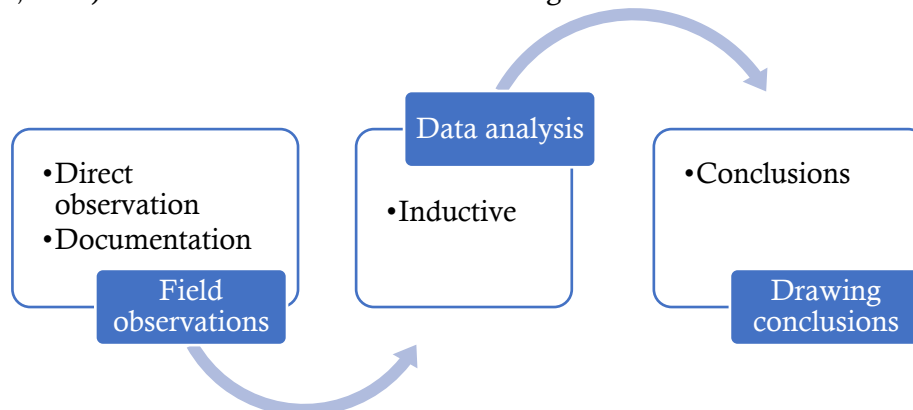 •Direct
observation
•Documentation
Field
observations
Data analysis
•Inductive
•Conclusions
Drawing
conclusions